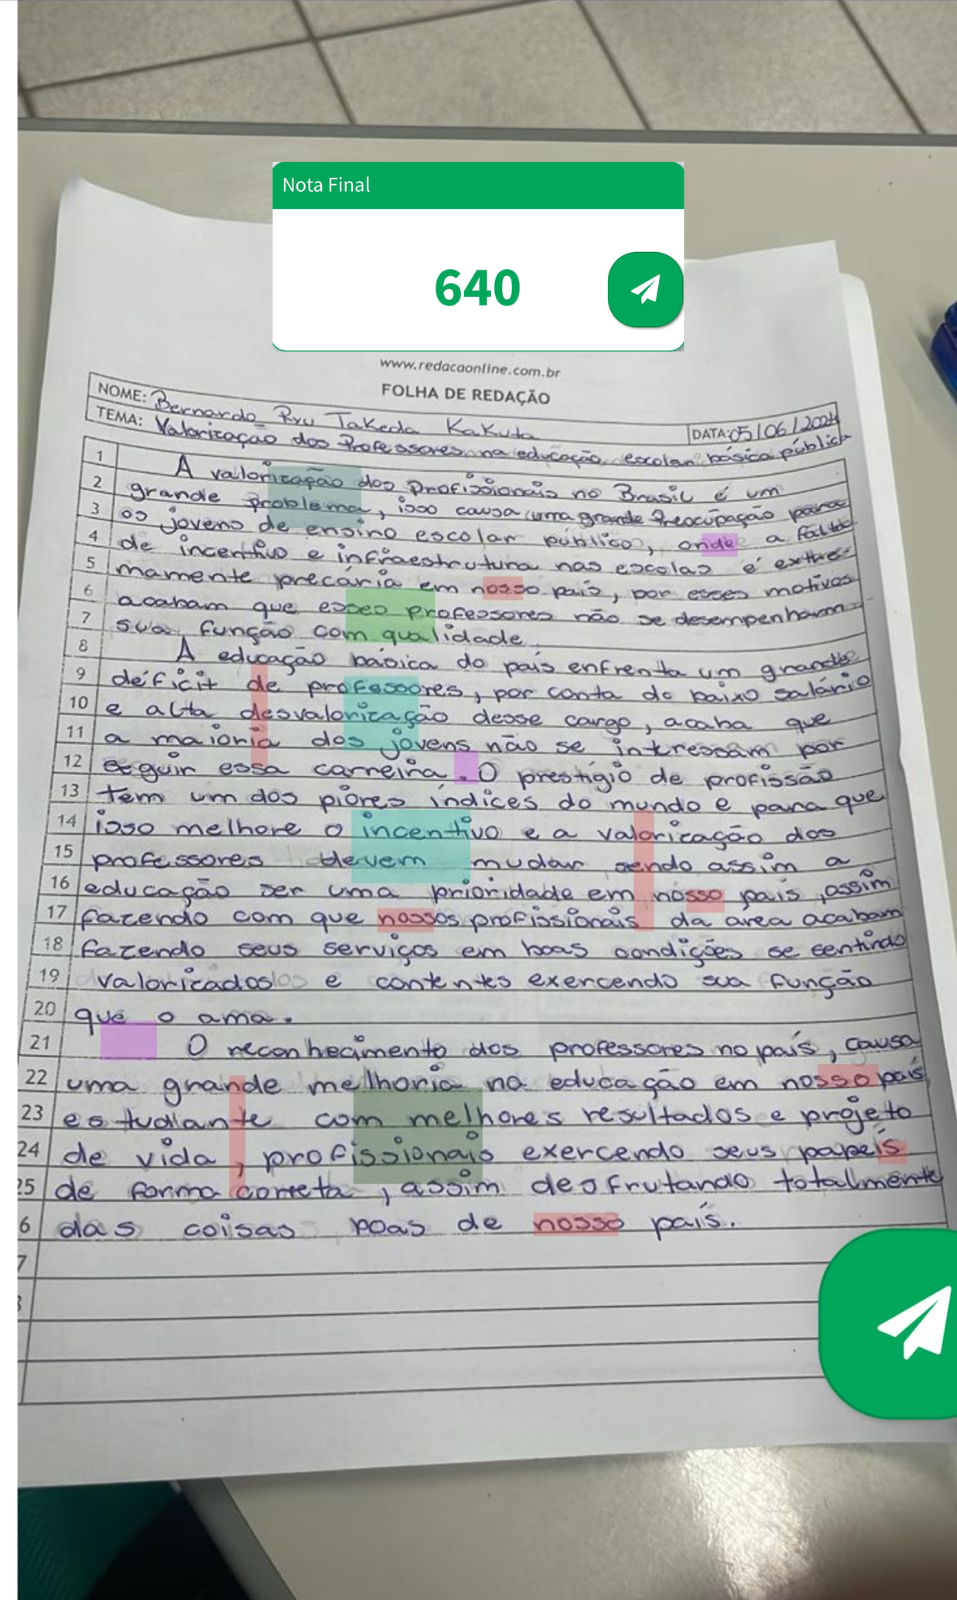 Nota Final
640
www.redacaonline.com.br
FOLHA DE REDAÇÃO
NOME: Bernardo Ryu Takeda Kakuta
DATA: 05/06/2024
TEMA: Valorização dos Professores na educação escolar básica pública
1 A valorização dos profissionais no Brasil é um
2 grande problema, isso causa uma grande preocupação para
3 os jovens de ensino escolar público, onde a falta
4 de incentivo e infraestrutura nas escolas é extre-
5 mamente precaria em nosso país, por esses motivos
6 acabam que esses professores não se desempenham
7 sua função com qualidade.
8 A educação básica do país enfrenta um grande
9 déficit de professores, por conta do baixo salário
10 e alta desvalorização desse cargo, acaba que
11 a maioria dos jovens não se intressam por
12 seguir essa carreira. O prestígio de profissão
13 tem um dos piores índices do mundo e para que
14 isso melhore o incentivo e a valorização dos
15 professores devem mudar sendo assim a
16 educação ser uma prioridade em nosso país, assim
17 fazendo com que nossos profissionais da area acabam
18 fazendo seus serviços em boas condições se sentindo
19 valorizados e contentes exercendo sua função
20 que o ama.
21 O reconhecimento dos professores no país, causa
22 uma grande melhoria na educação em nosso país
23 estudiante com melhores resultados e projeto
24 de vida, profissionais exercendo seus papeís
25 de forma correta, assim desfrutando totalmente
6 das coisas boas de nosso país.
7